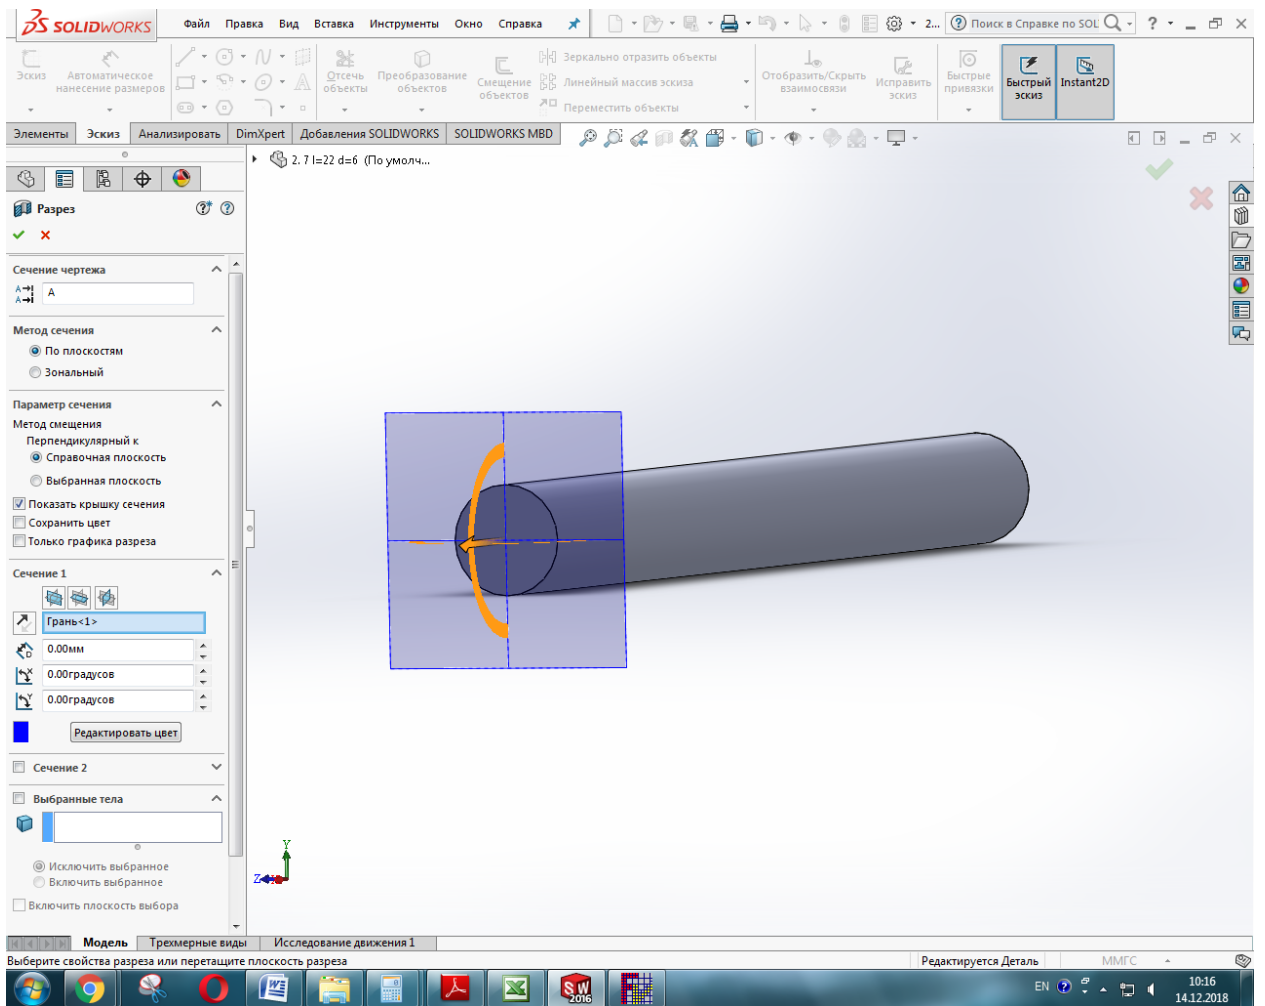 SOLIDWORKS Файл Правка Вид Вставка Инструменты Окно Справка 2... Поиск в Справке по SOL ?
Эскиз
Автоматическое нанесение размеров
Отсечь объекты
Преобразование объектов
Смещение объектов
Зеркально отразить объекты
Линейный массив эскиза
Переместить объекты
Отобразить/Скрыть взаимосвязи
Исправить эскиз
Быстрые привязки
Быстрый эскиз
Instant2D
Элементы Эскиз Анализировать DimXpert Добавления SOLIDWORKS SOLIDWORKS MBD
2. 7 l=22 d=6 (По умолч...
Разрез
Сечение чертежа
A
Метод сечения
По плоскостям
Зональный
Параметр сечения
Метод смещения
Перпендикулярный к
Справочная плоскость
Выбранная плоскость
Показать крышку сечения
Сохранить цвет
Только графика разреза
Сечение 1
Грань<1>
0.00мм
0.00градусов
0.00градусов
Редактировать цвет
Сечение 2
Выбранные тела
Исключить выбранное
Включить выбранное
Включить плоскость выбора
Y
Z
Модель Трехмерные виды Исследование движения 1
Выберите свойства разреза или перетащите плоскость разреза Редактируется Деталь ММГС
SW 2016
EN 10:16
14.12.2018